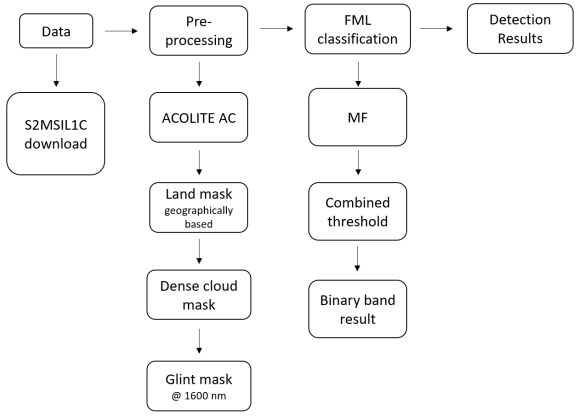 Data
Pre-
processing
FML
classification
Detection
Results
S2MSIL1C
download
ACOLITE AC
MF
Land mask
geographically
based
Combined
threshold
Dense cloud
mask
Binary band
result
Glint mask
@ 1600 nm